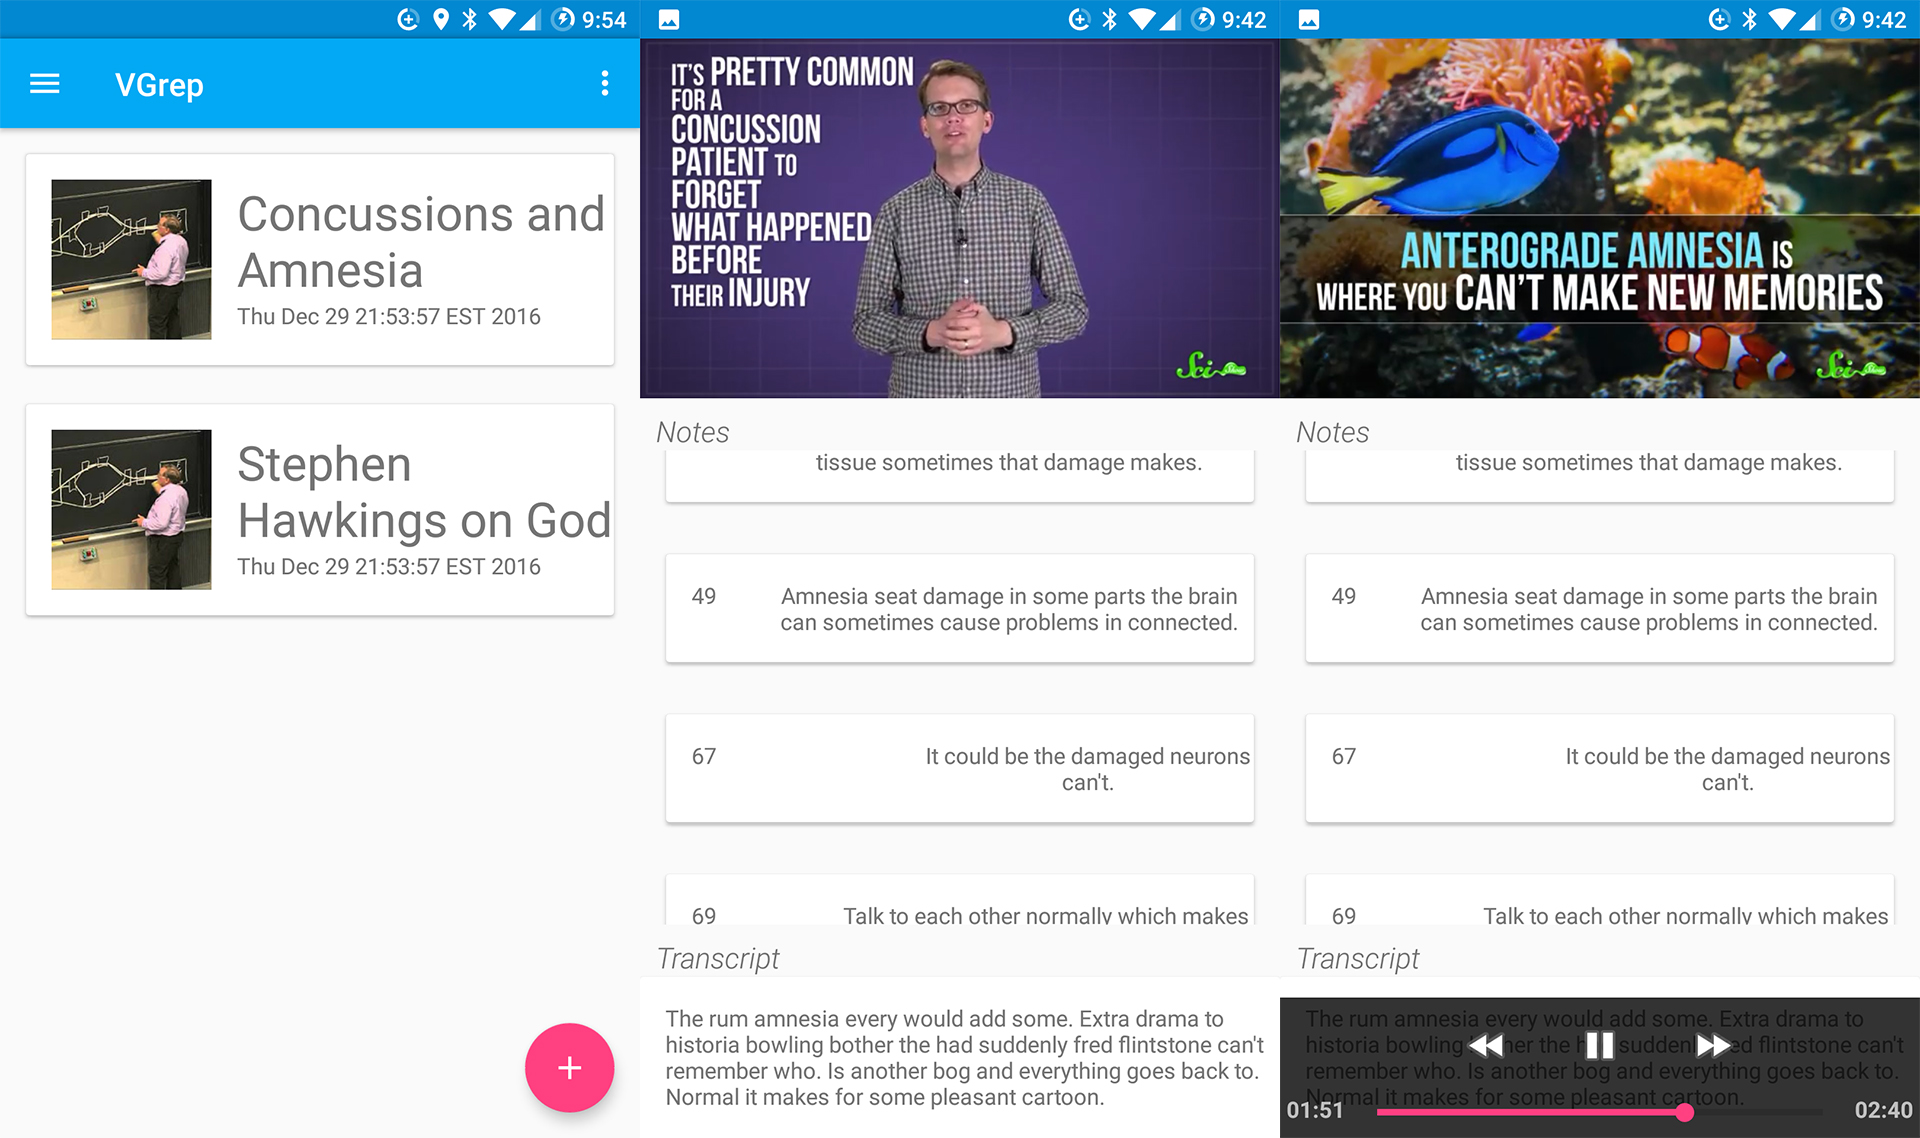 9:54
VGrep
Concussions and
Amnesia
Thu Dec 29 21:53:57 EST 2016
Stephen
Hawkings on God
Thu Dec 29 21:53:57 EST 2016
+
9:42
IT'S PRETTY COMMON
FOR A
CONCUSSION
PATIENT TO
FORGET
WHAT HAPPENED
BEFORE
THEIR INJURY
Sci
Notes
tissue sometimes that damage makes.
49
Amnesia seat damage in some parts the brain
can sometimes cause problems in connected.
67
It could be the damaged neurons
can't.
69
Talk to each other normally which makes
Transcript
The rum amnesia every would add some. Extra drama to
historia bowling bother the had suddenly fred flintstone can't
remember who. Is another bog and everything goes back to.
Normal it makes for some pleasant cartoon.
9:42
ANTEROGRADE AMNESIA IS
WHERE YOU CAN'T MAKE NEW MEMORIES
Sci
Notes
tissue sometimes that damage makes.
49
Amnesia seat damage in some parts the brain
can sometimes cause problems in connected.
67
It could be the damaged neurons
can't.
69
Talk to each other normally which makes
Transcript
The rum amnesia every would add some. Extra drama to
historia bowling the suddenly flintstone can't
remember who. Is another bog and everything goes back to.
Normal it makes for some pleasant cartoon.
01:51
02:40